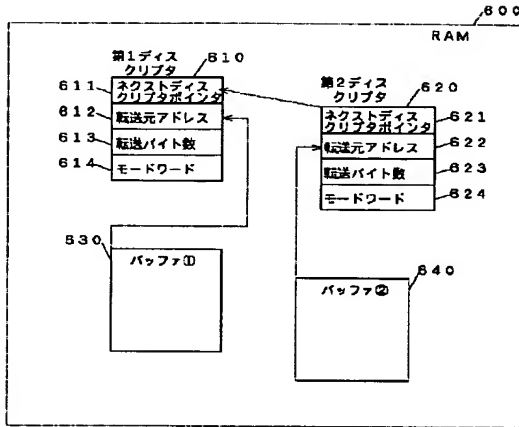 600
RAM
第1ディス
クリプタ
610
611
ネクストディス
クリプタポインタ
612
転送元アドレス
613
転送バイト数
614
モードワード
第2ディス
クリプタ
620
ネクストディス
クリプタポインタ
621
転送元アドレス
622
転送バイト数
623
モードワード
624
630
バッファ①
640
バッファ②